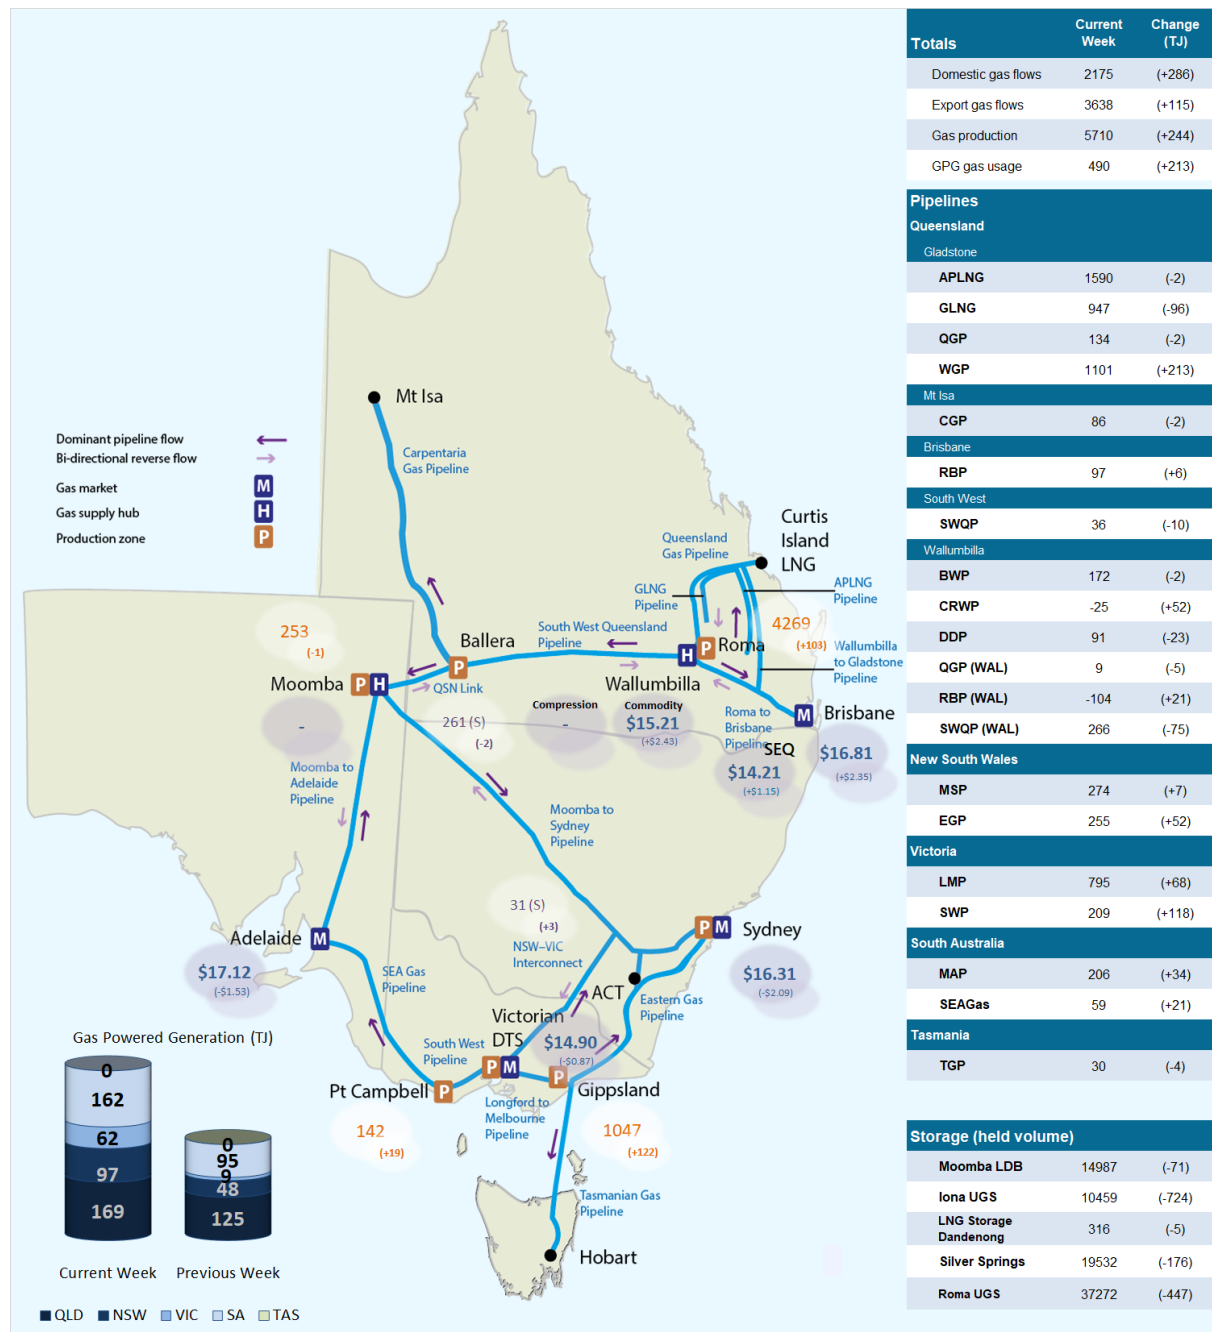 Mt Isa
Dominant pipeline flow
Bi-directional reverse flow
Gas market M
Gas supply hub H
Production zone P
Carpentaria
Gas Pipeline
Curtis
Island
LNG
Queensland
Gas Pipeline
GLNG
Pipeline
APLNG
Pipeline
4269
(+103)
Wallumbilla
to Gladstone
Pipeline
253
(-1)
Ballera
P
South West Queensland
Pipeline
H P Roma
Wallumbilla
Moomba P H
QSN Link
-
261 (S)
(-2)
Compression
-
Commodity
$15.21
(+$2.43)
Roma to
Brisbane
Pipeline
M Brisbane
SEQ
$14.21
(+$1.15)
$16.81
(+$2.35)
Moomba to
Adelaide
Pipeline
Moomba to
Sydney
Pipeline
31 (S)
(+3)
NSW-VIC
Interconnect
P M Sydney
$16.31
(-$2.09)
Adelaide M
$17.12
(-$1.53)
SEA Gas
Pipeline
ACT
Eastern Gas
Pipeline
Victorian
DTS
$14.90
(-$0.87)
South West
Pipeline
P M
P
Gippsland
Pt Campbell P
142
(+19)
Longford to
Melbourne
Pipeline
1047
(+122)
Tasmanian Gas
Pipeline
Hobart
Gas Powered Generation (TJ)
0
162
62
97
169
0
95
9
48
125
Current Week Previous Week
QLD NSW VIC SA TAS
Totals Current Week Change (TJ)
Domestic gas flows 2175 (+286)
Export gas flows 3638 (+115)
Gas production 5710 (+244)
GPG gas usage 490 (+213)
Pipelines
Queensland
Gladstone
APLNG 1590 (-2)
GLNG 947 (-96)
QGP 134 (-2)
WGP 1101 (+213)
Mt Isa
CGP 86 (-2)
Brisbane
RBP 97 (+6)
South West
SWQP 36 (-10)
Wallumbilla
BWP 172 (-2)
CRWP -25 (+52)
DDP 91 (-23)
QGP (WAL) 9 (-5)
RBP (WAL) -104 (+21)
SWQP (WAL) 266 (-75)
New South Wales
MSP 274 (+7)
EGP 255 (+52)
Victoria
LMP 795 (+68)
SWP 209 (+118)
South Australia
MAP 206 (+34)
SEAGas 59 (+21)
Tasmania
TGP 30 (-4)
Storage (held volume)
Moomba LDB 14987 (-71)
Iona UGS 10459 (-724)
LNG Storage
Dandenong 316 (-5)
Silver Springs 19532 (-176)
Roma UGS 37272 (-447)